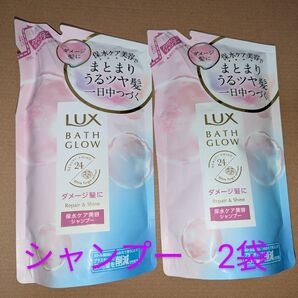 ダメージ
髪に
保水ケア美容で
まとまり
うるツヤ髪
一日中つづく
LUX
BATH
GLOW
24
ダメージ髪に
Repair & Shine
保水ケア美容
シャンプー
ダメージ
髪に
保水ケア美容で
まとまり
うるツヤ髪
一日中つづく
LUX
BATH
GLOW
24
ダメージ髪に
Repair & Shine
保水ケア美容
シャンプー
シャンプー 2袋